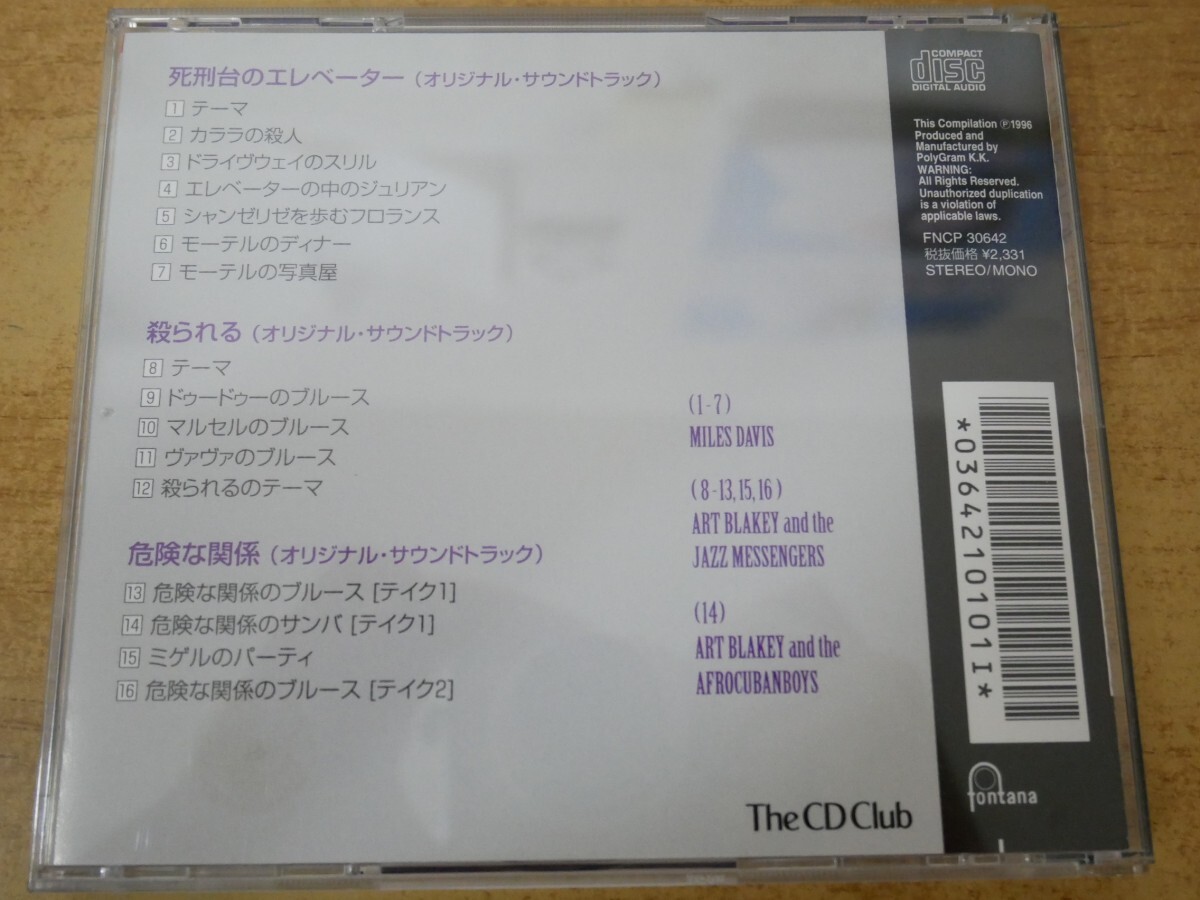 死刑台のエレベーター（オリジナル・サウンドトラック）
1 テーマ
2 カララの殺人
3 ドライヴウェイのスリル
4 エレベーターの中のジュリアン
5 シャンゼリゼを歩むフロランス
6 モーテルのディナー
7 モーテルの写真屋
殺られる（オリジナル・サウンドトラック）
8 テーマ
9 ドゥードゥーのブルース
10 マルセルのブルース
11 ヴァヴァのブルース
12 殺られるのテーマ
危険な関係（オリジナル・サウンドトラック）
13 危険な関係のブルース [テイク1]
14 危険な関係のサンバ [テイク1]
15 ミゲルのパーティ
16 危険な関係のブルース [テイク2]
(1-7)
MILES DAVIS
(8-13,15,16)
ART BLAKEY and the
JAZZ MESSENGERS
(14)
ART BLAKEY and the
AFROCUBANBOYS
The CD Club
COMPACT
disc
DIGITAL AUDIO
This Compilation ℗1996
Produced and
Manufactured by
PolyGram K.K.
WARNING:
All Rights Reserved.
Unauthorized duplication
is a violation of
applicable laws.
FNCP 30642
税抜価格 ¥2,331
STEREO/MONO
*0364210101I*
fontana